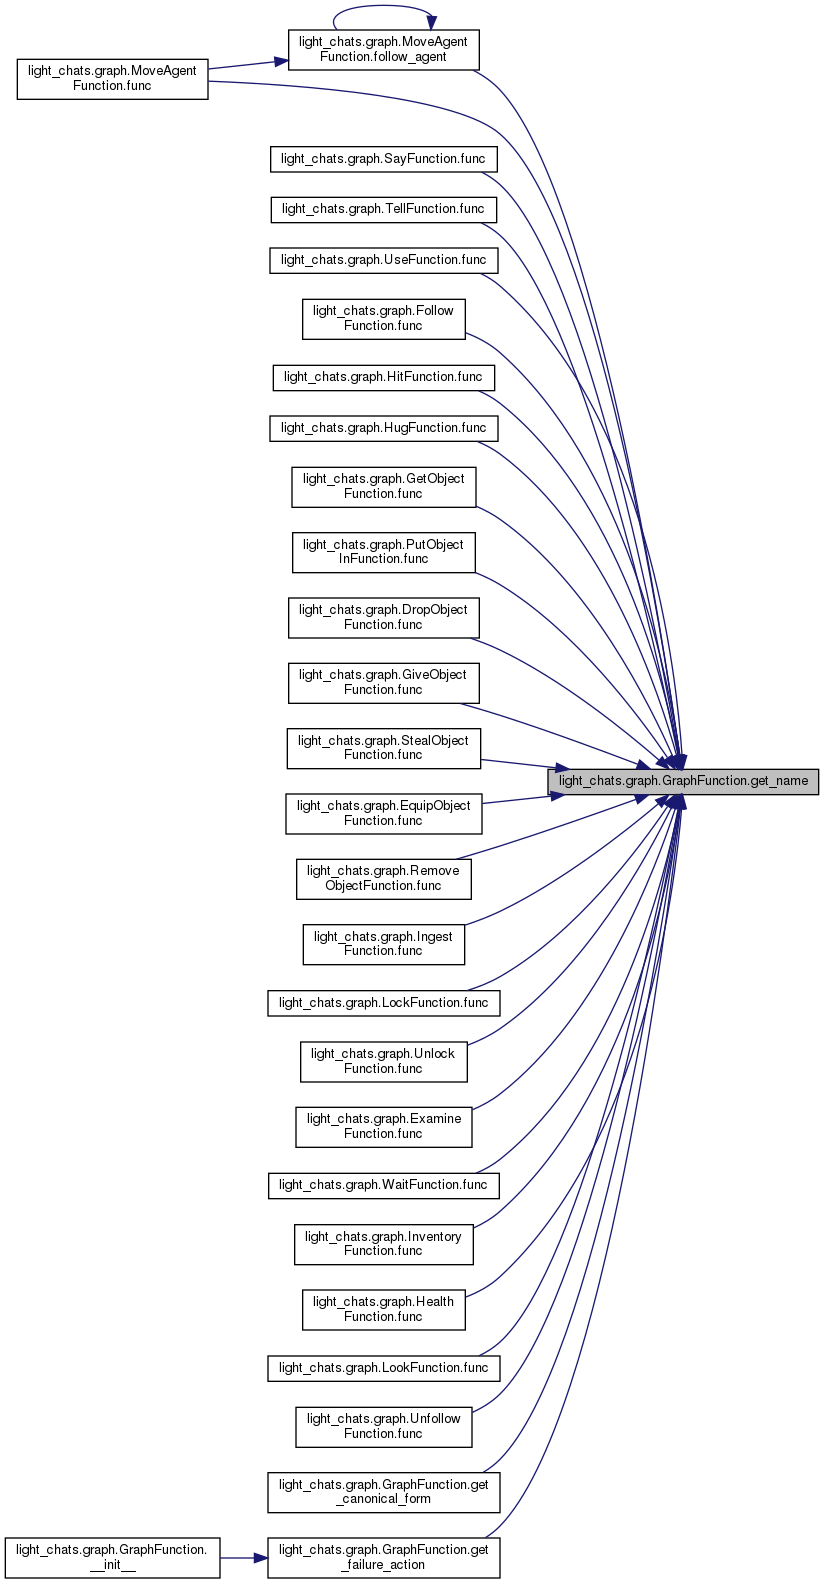 light_chats.graph.MoveAgent
Function.follow_agent
light_chats.graph.MoveAgent
Function.func
light_chats.graph.SayFunction.func
light_chats.graph.TellFunction.func
light_chats.graph.UseFunction.func
light_chats.graph.Follow
Function.func
light_chats.graph.HitFunction.func
light_chats.graph.HugFunction.func
light_chats.graph.GetObject
Function.func
light_chats.graph.PutObject
InFunction.func
light_chats.graph.DropObject
Function.func
light_chats.graph.GiveObject
Function.func
light_chats.graph.StealObject
Function.func
light_chats.graph.GraphFunction.get_name
light_chats.graph.EquipObject
Function.func
light_chats.graph.Remove
ObjectFunction.func
light_chats.graph.Ingest
Function.func
light_chats.graph.LockFunction.func
light_chats.graph.Unlock
Function.func
light_chats.graph.Examine
Function.func
light_chats.graph.WaitFunction.func
light_chats.graph.Inventory
Function.func
light_chats.graph.Health
Function.func
light_chats.graph.LookFunction.func
light_chats.graph.Unfollow
Function.func
light_chats.graph.GraphFunction.get
_canonical_form
light_chats.graph.GraphFunction.
__init__
light_chats.graph.GraphFunction.get
_failure_action